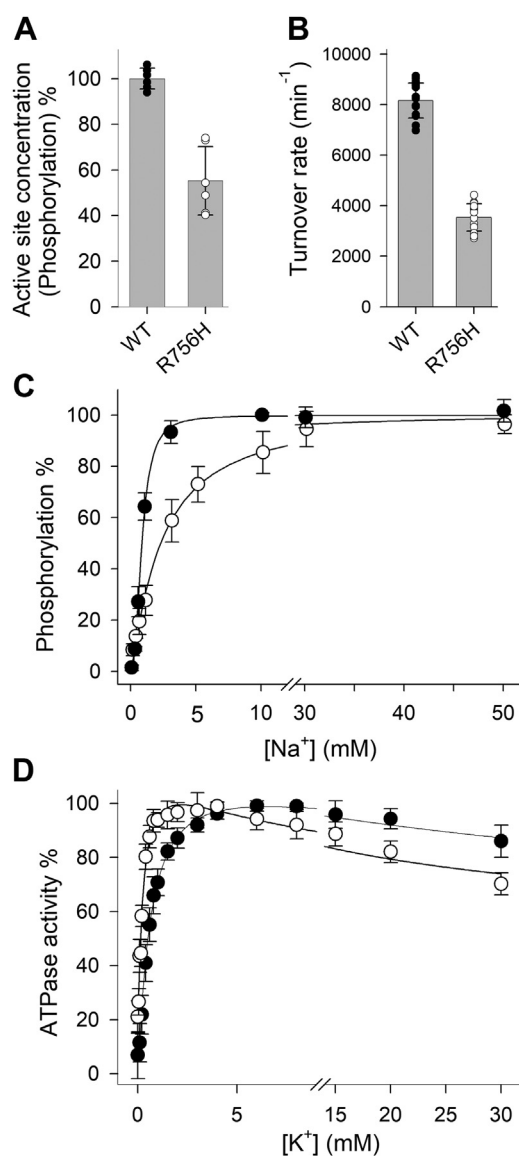 A
Active site concentration
(Phosphorylation) %
100
80
60
40
20
0
WT
R756H
B
Turnover rate (min-1)
10000
8000
6000
4000
2000
0
WT
R756H
C
Phosphorylation %
100
80
60
40
20
0
0 5 10 30 40 50
[Na+] (mM)
D
ATPase activity %
100
80
60
40
20
0
0 5 15 20 30
[K+] (mM)